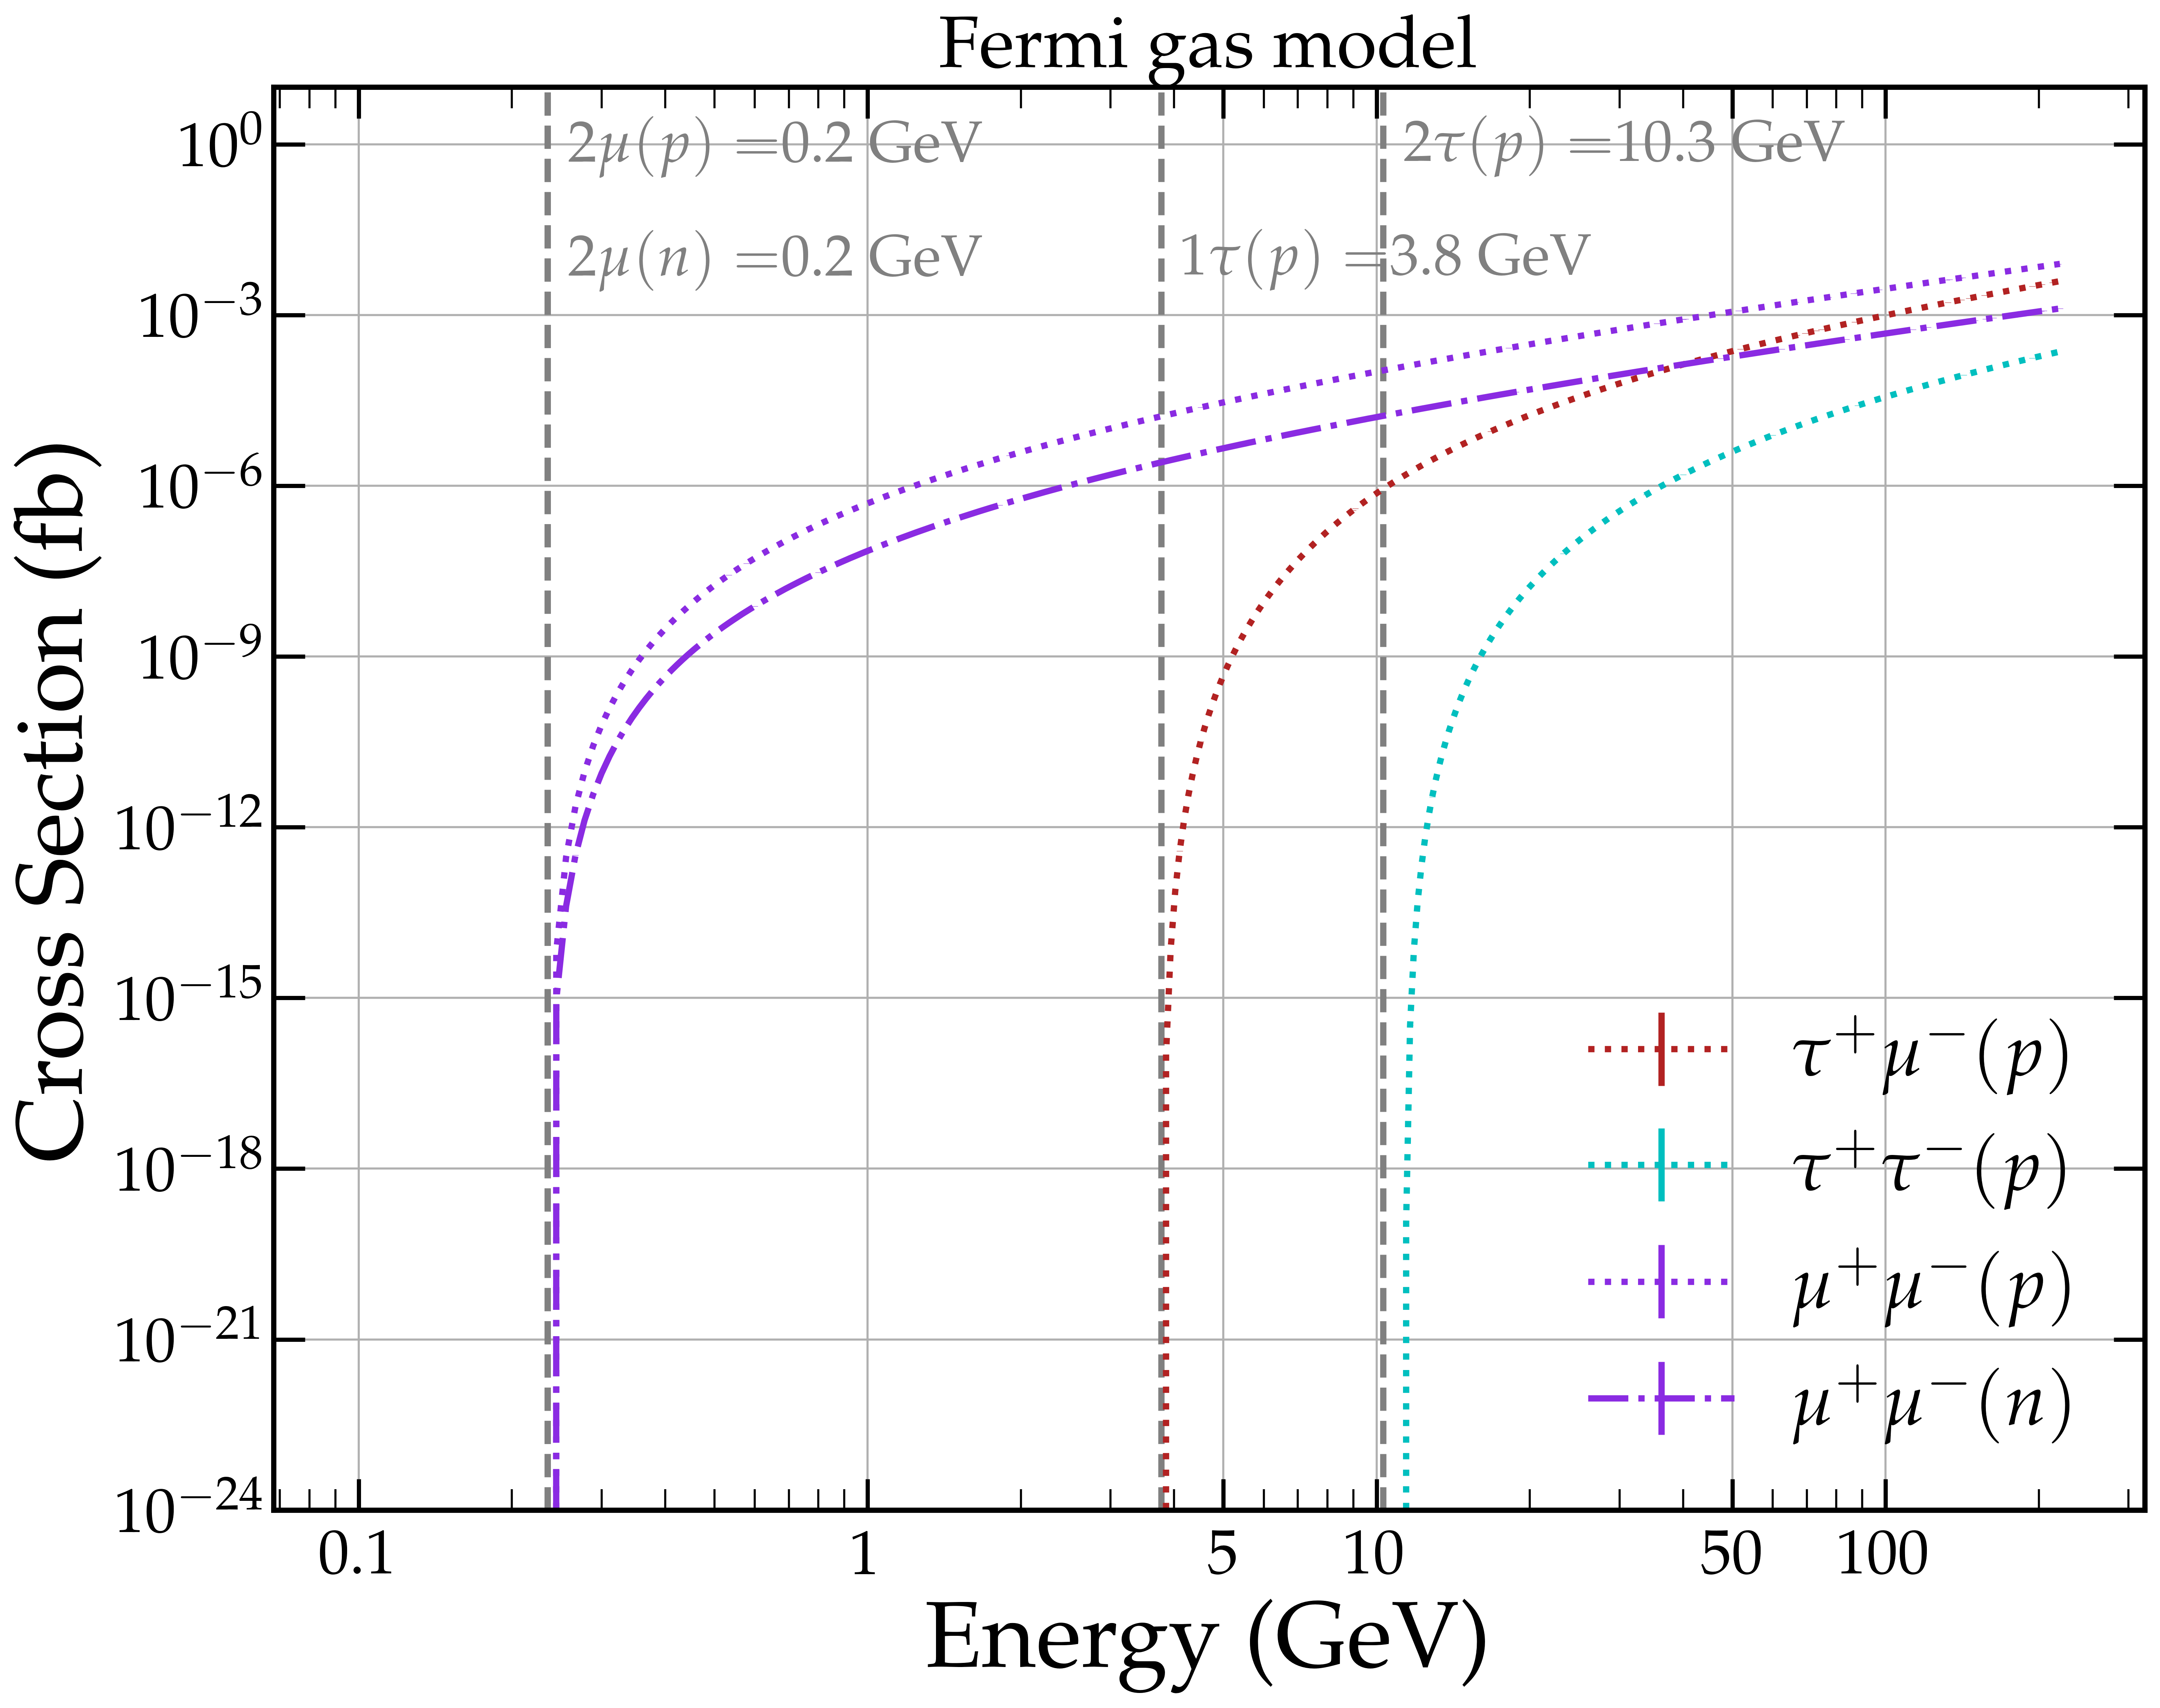 Fermi gas model
10⁰
10⁻³
10⁻⁶
10⁻⁹
10⁻¹²
10⁻¹⁵
10⁻¹⁸
10⁻²¹
10⁻²⁴
Cross Section (fb)
2μ(p) =0.2 GeV
2τ(p) =10.3 GeV
2μ(n) =0.2 GeV
1τ(p) =3.8 GeV
τ⁺μ⁻(p)
τ⁺τ⁻(p)
μ⁺μ⁻(p)
μ⁺μ⁻(n)
0.1 1 5 10 50 100
Energy (GeV)